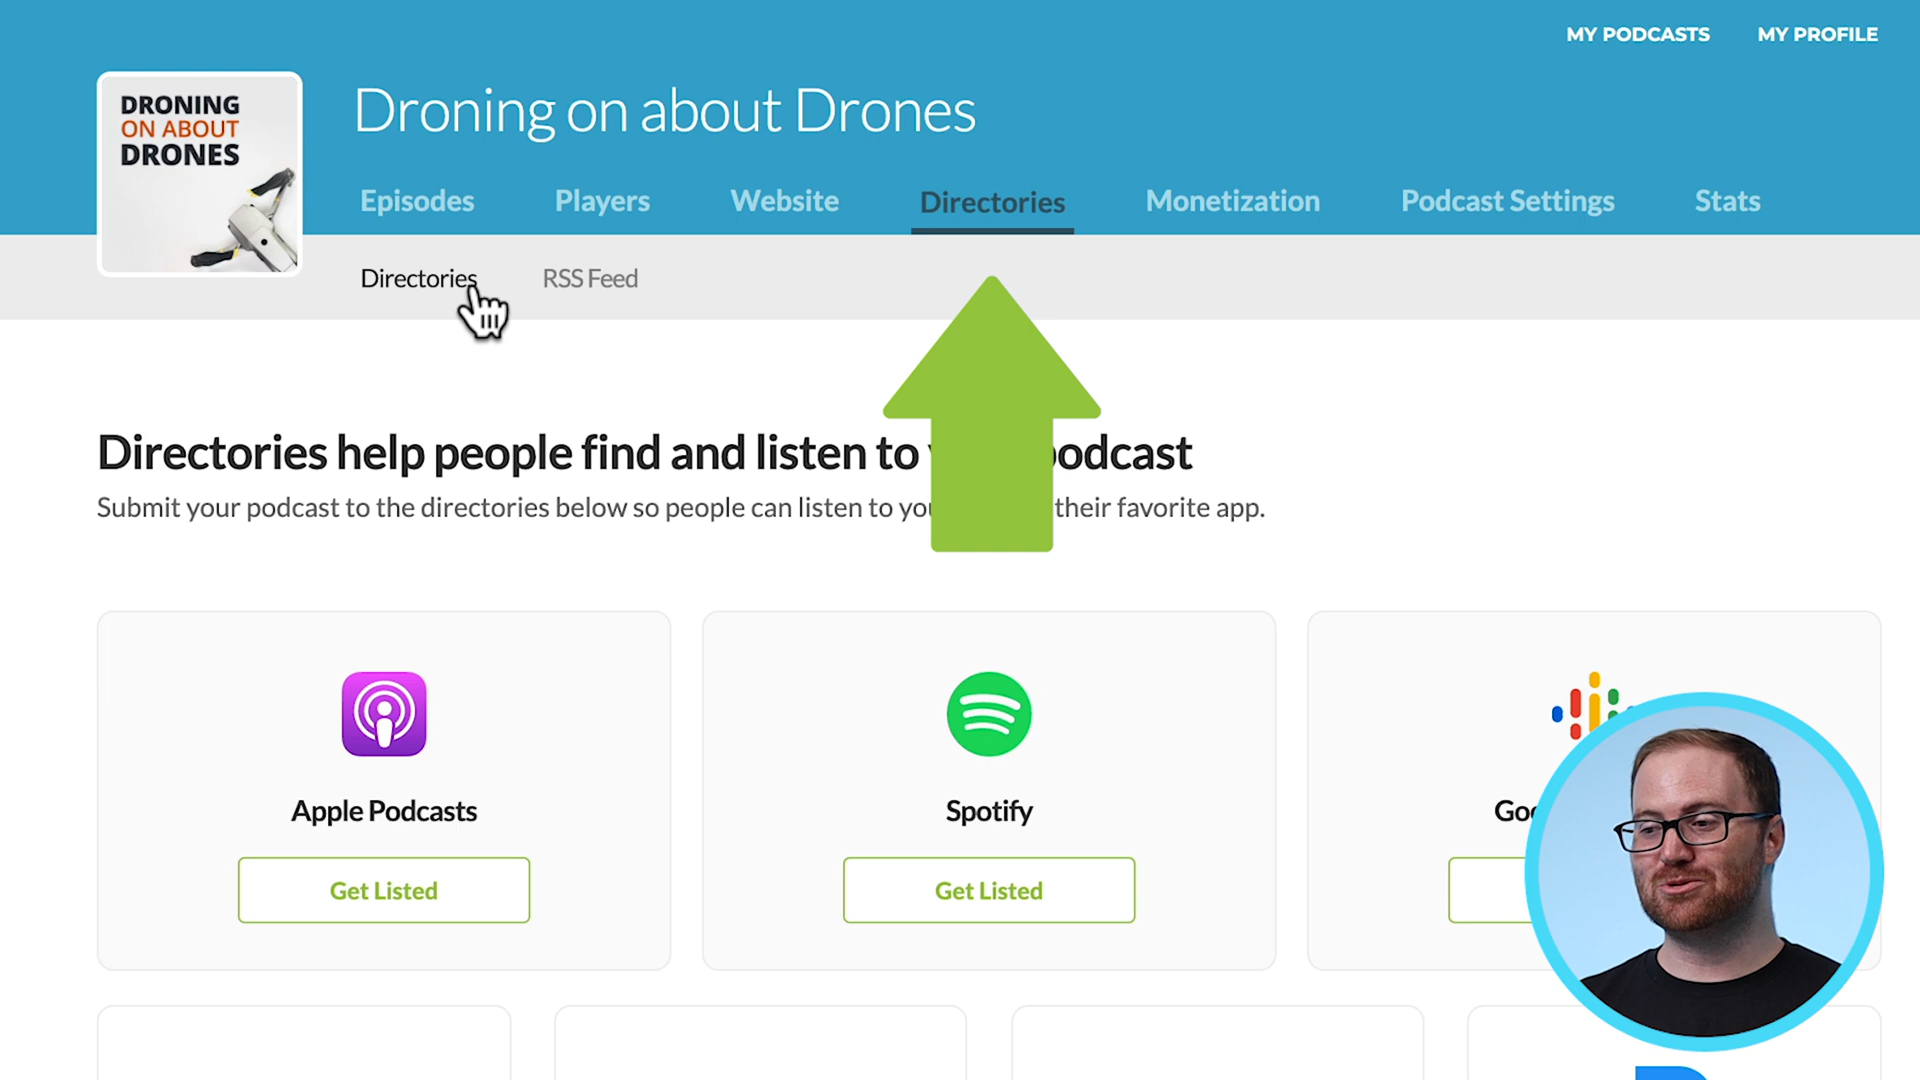 MY PODCASTS MY PROFILE
DRONING
ON ABOUT
DRONES
Droning on about Drones
Episodes Players Website Directories Monetization Podcast Settings Stats
Directories RSS Feed
Directories help people find and listen to podcast
Submit your podcast to the directories below so people can listen to their favorite app.
Apple Podcasts Spotify
Get Listed Get Listed